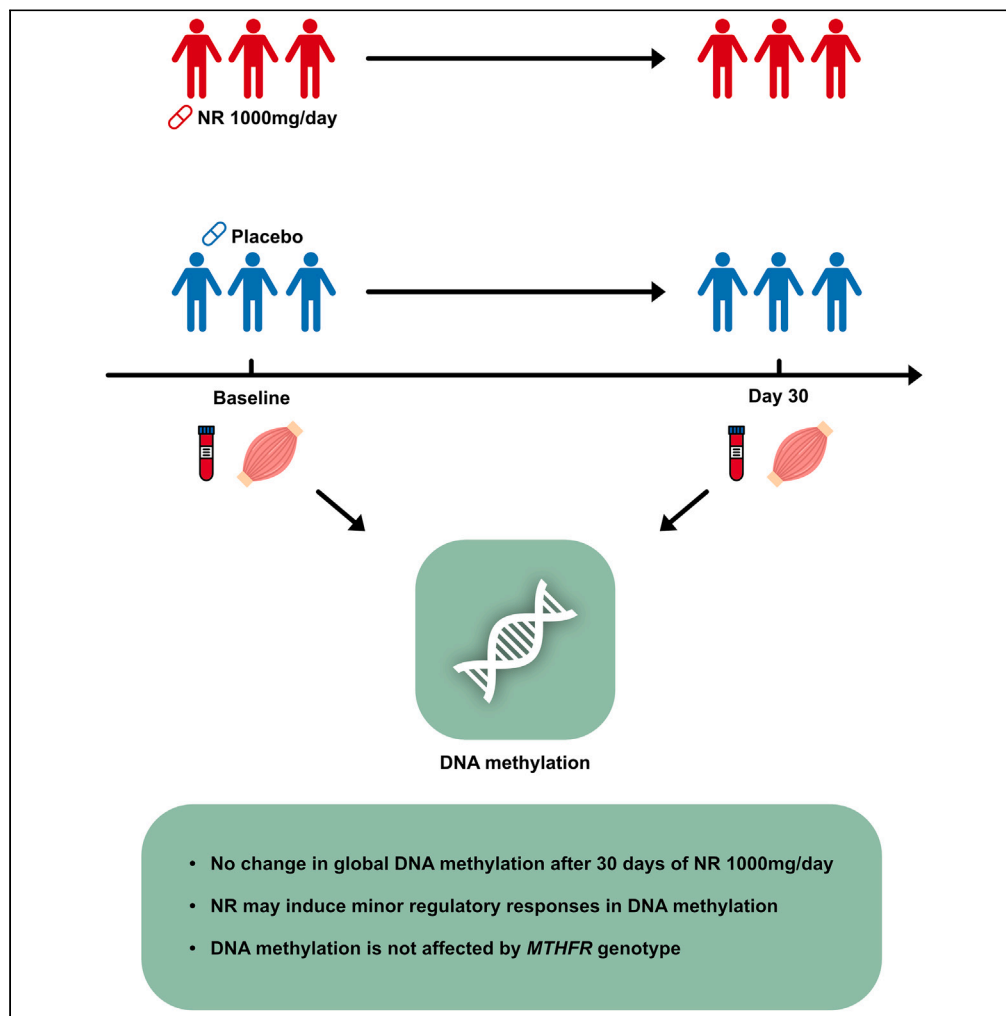 NR 1000mg/day
Placebo
Baseline
Day 30
DNA methylation
• No change in global DNA methylation after 30 days of NR 1000mg/day
• NR may induce minor regulatory responses in DNA methylation
• DNA methylation is not affected by MTHFR genotype